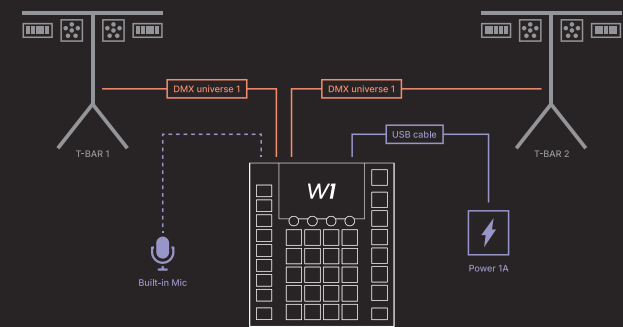 DMX universe 1
DMX universe 1
USB cable
T-BAR 1
T-BAR 2
W1
Built-in Mic
Power 1A